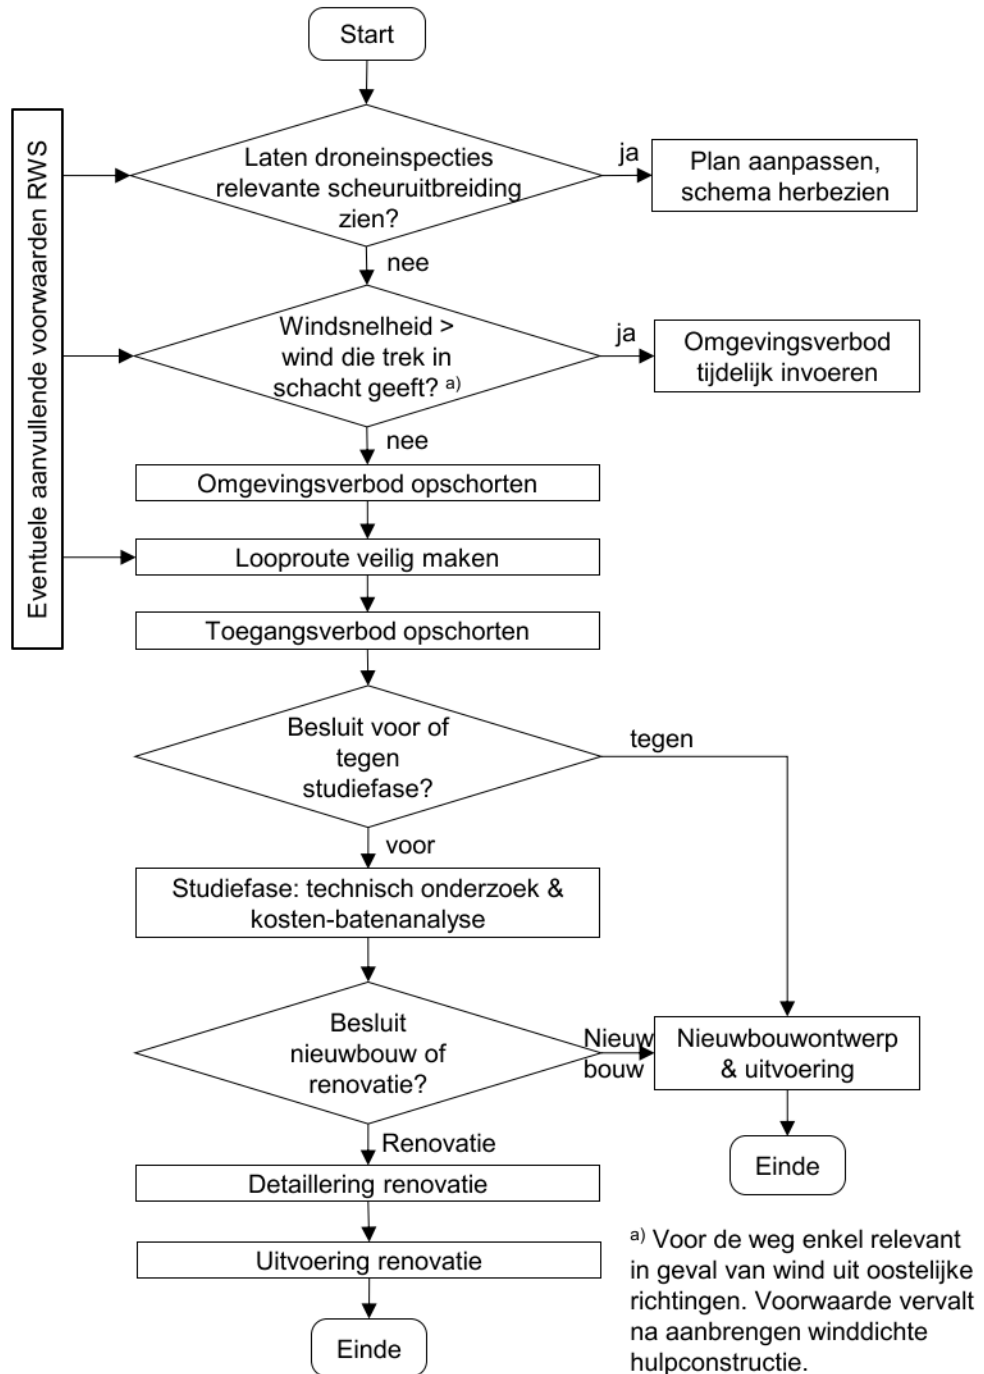 Start
Eventuele aanvullende voorwaarden RWS
Laten droneinspecties
relevante scheuruitbreiding
zien?
ja
Plan aanpassen,
schema herbezien
nee
Windsnelheid >
wind die trek in
schacht geeft? a)
ja
Omgevingsverbod
tijdelijk invoeren
nee
Omgevingsverbod opschorten
Looproute veilig maken
Toegangsverbod opschorten
Besluit voor of
tegen
studiefase?
tegen
voor
Studiefase: technisch onderzoek &
kosten-batenanalyse
Besluit
nieuwbouw of
renovatie?
Nieuw
bouw
Nieuwbouwontwerp
& uitvoering
Einde
Renovatie
Detaillering renovatie
Uitvoering renovatie
Einde
a) Voor de weg enkel relevant
in geval van wind uit oostelijke
richtingen. Voorwaarde vervalt
na aanbrengen winddichte
hulpconstructie.